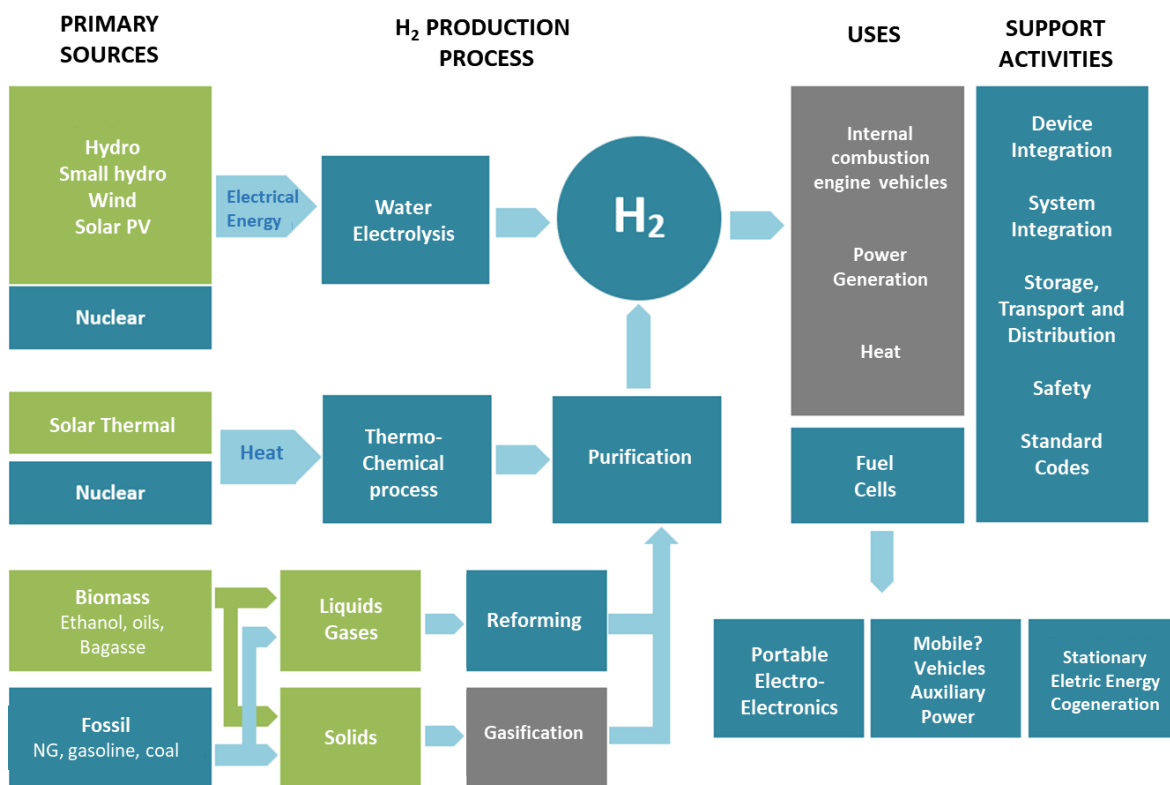 PRIMARY
SOURCES
H₂ PRODUCTION
PROCESS
USES
SUPPORT
ACTIVITIES
Hydro
Small hydro
Wind
Solar PV
Nuclear
Electrical
Energy
Water
Electrolysis
H₂
Internal
combustion
engine vehicles
Power
Generation
Heat
Device
Integration
System
Integration
Storage,
Transport and
Distribution
Safety
Standard
Codes
Solar Thermal
Nuclear
Heat
Thermo-
Chemical
process
Purification
Fuel
Cells
Biomass
Ethanol, oils,
Bagasse
Liquids
Gases
Reforming
Fossil
NG, gasoline, coal
Solids
Gasification
Portable
Electro-
Electronics
Mobile?
Vehicles
Auxiliary
Power
Stationary
Eletric Energy
Cogeneration